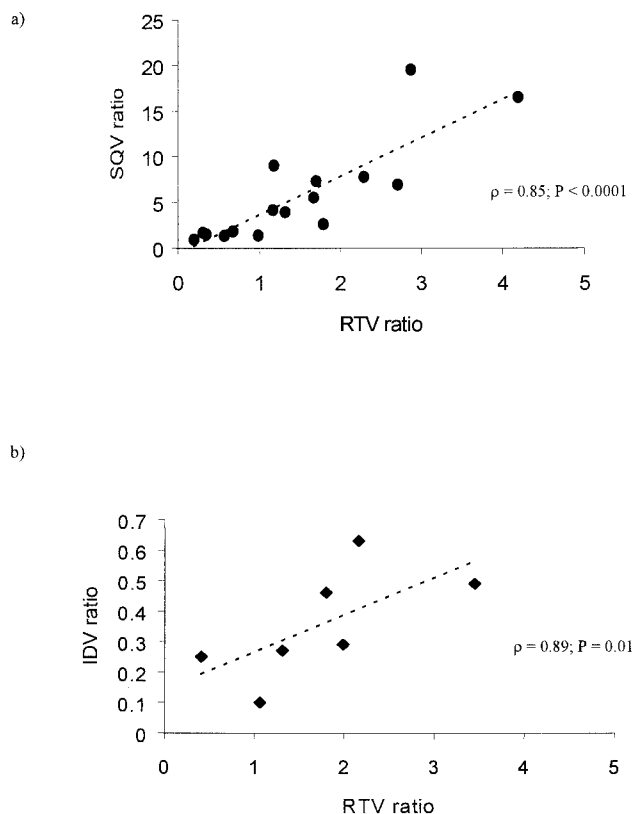 a)
25
20
15
10
5
0
SQV ratio
ρ = 0.85; P < 0.0001
0 1 2 3 4 5
RTV ratio
b)
0.7
0.6
0.5
0.4
0.3
0.2
0.1
0
IDV ratio
ρ = 0.89; P = 0.01
0 1 2 3 4 5
RTV ratio